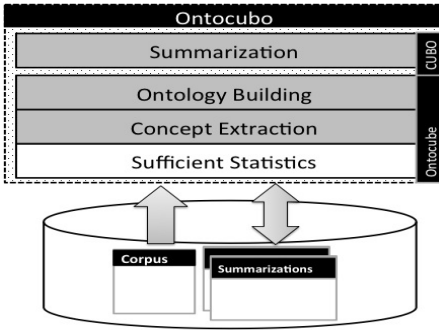 Ontocubo
Summarization
CUBO
Ontology Building
Concept Extraction
Sufficient Statistics
Ontocube
Corpus
Summarizations